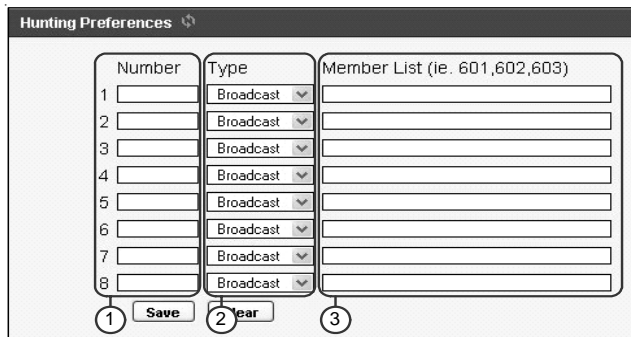 Hunting Preferences
Number Type Member List (ie. 601,602,603)
1 Broadcast
2 Broadcast
3 Broadcast
4 Broadcast
5 Broadcast
6 Broadcast
7 Broadcast
8 Broadcast
1 Save 2 lear 3